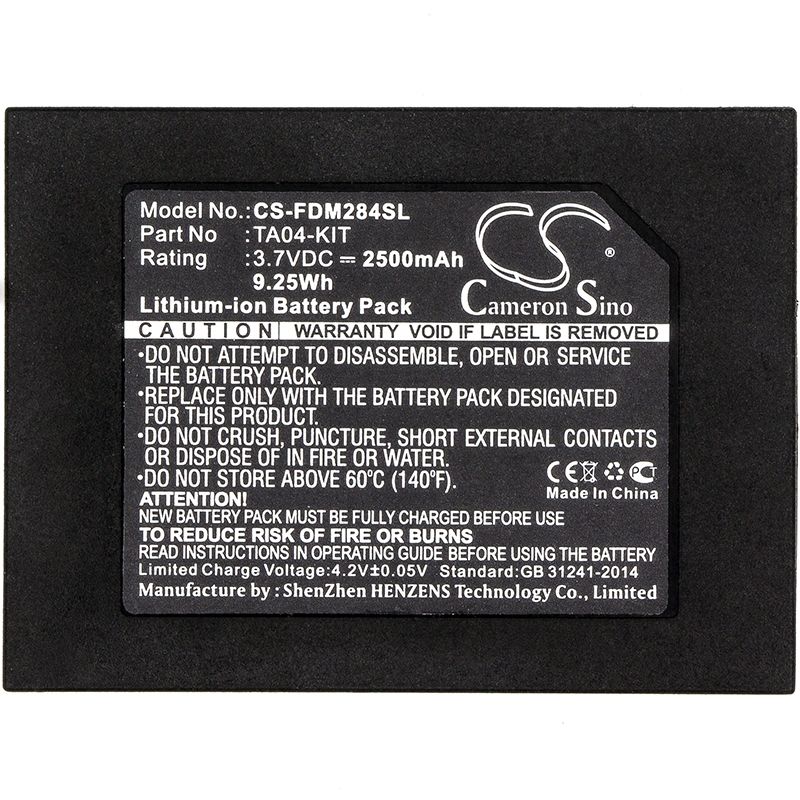 Model No.: CS-FDM284SL
Part No : TA04-KIT
Rating : 3.7VDC ⎓ 2500mAh
9.25Wh
Lithium-ion Battery Pack
CS ®
Cameron Sino
CAUTION WARRANTY VOID IF LABEL IS REMOVED
•DO NOT ATTEMPT TO DISASSEMBLE, OPEN OR SERVICE
THE BATTERY PACK.
•REPLACE ONLY WITH THE BATTERY PACK DESIGNATED
FOR THIS PRODUCT.
•DO NOT CRUSH, PUNCTURE, SHORT EXTERNAL CONTACTS
OR DISPOSE OF IN FIRE OR WATER.
•DO NOT STORE ABOVE 60°C (140°F).
CE PCT
Made In China
ATTENTION!
NEW BATTERY PACK MUST BE FULLY CHARGED BEFORE USE
TO REDUCE RISK OF FIRE OR BURNS
READ INSTRUCTIONS IN OPERATING GUIDE BEFORE USING THE BATTERY
Limited Charge Voltage:4.2V±0.05V Standard:GB 31241-2014
Manufacture by : ShenZhen HENZENS Technology Co., Limited